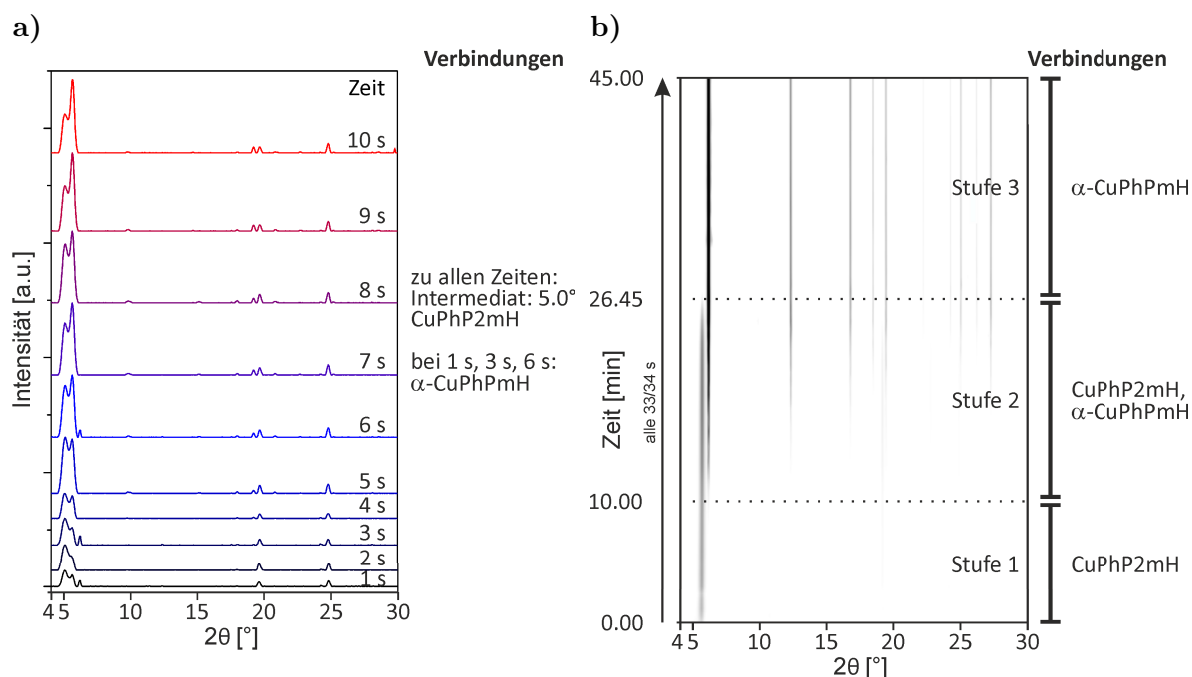 a)
Verbindungen
Zeit
10 s
9 s
8 s
7 s
6 s
5 s
4 s
3 s
2 s
1 s
Intensität [a.u.]
4 5 10 15 20 25 30
2θ [°]
zu allen Zeiten:
Intermediat: 5.0°
CuPhP2mH
bei 1 s, 3 s, 6 s:
α-CuPhPmH
b)
Verbindungen
45.00
26.45
10.00
0.00
Zeit [min]
alle 33/34 s
Stufe 3
Stufe 2
Stufe 1
α-CuPhPmH
CuPhP2mH,
α-CuPhPmH
CuPhP2mH
4 5 10 15 20 25 30
2θ [°]